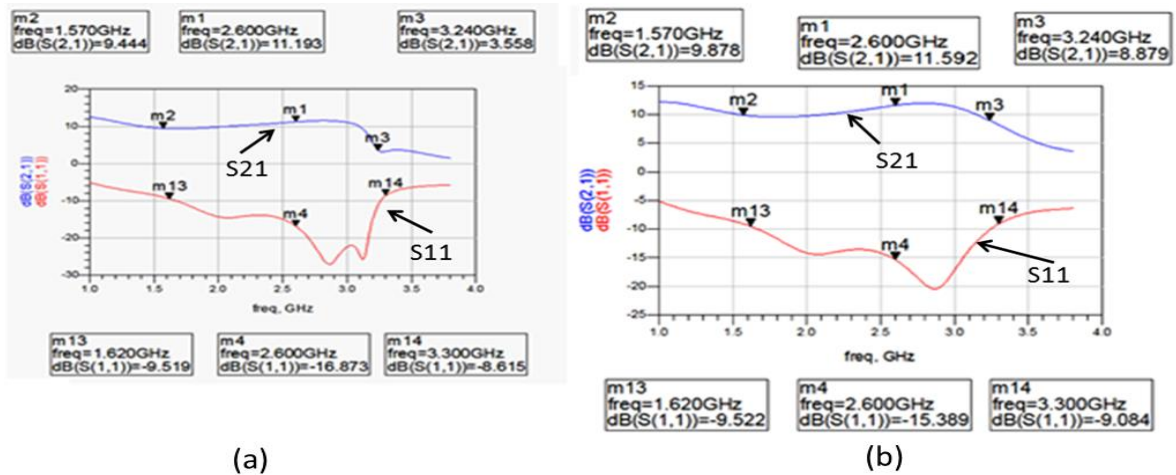 m2
freq=1.570GHz
dB(S(2,1))=9.444
m1
freq=2.600GHz
dB(S(2,1))=11.193
m3
freq=3.240GHz
dB(S(2,1))=3.558
20
10
0
-10
-20
-30
dB(S(2,1))
dB(S(1,1))
m2
m1
m3
S21
m13
m4
m14
S11
1.0
1.5
2.0
2.5
3.0
3.5
4.0
freq, GHz
m13
freq=1.620GHz
dB(S(1,1))=-9.519
m4
freq=2.600GHz
dB(S(1,1))=-16.873
m14
freq=3.300GHz
dB(S(1,1))=-8.615
(a)
m2
freq=1.570GHz
dB(S(2,1))=9.878
m1
freq=2.600GHz
dB(S(2,1))=11.592
m3
freq=3.240GHz
dB(S(2,1))=8.879
15
10
5
0
-5
-10
-15
-20
-25
dB(S(2,1))
dB(S(1,1))
m2
m1
m3
S21
m13
m4
m14
S11
1.0
1.5
2.0
2.5
3.0
3.5
4.0
freq, GHz
m13
freq=1.620GHz
dB(S(1,1))=-9.522
m4
freq=2.600GHz
dB(S(1,1))=-15.389
m14
freq=3.300GHz
dB(S(1,1))=-9.084
(b)